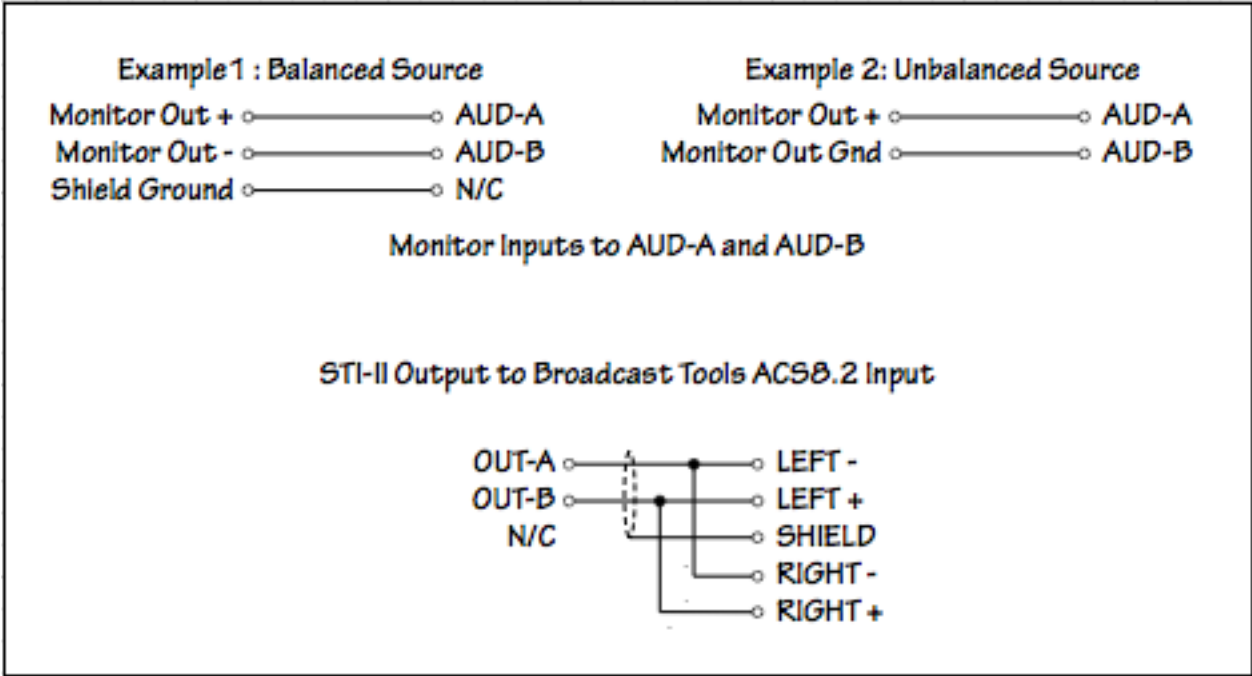 Example 1 : Balanced Source
Monitor Out + AUD-A
Monitor Out - AUD-B
Shield Ground N/C
Example 2: Unbalanced Source
Monitor Out + AUD-A
Monitor Out Gnd AUD-B
Monitor Inputs to AUD-A and AUD-B
STI-II Output to Broadcast Tools ACS8.2 Input
OUT-A LEFT -
OUT-B LEFT +
N/C SHIELD
RIGHT -
RIGHT +